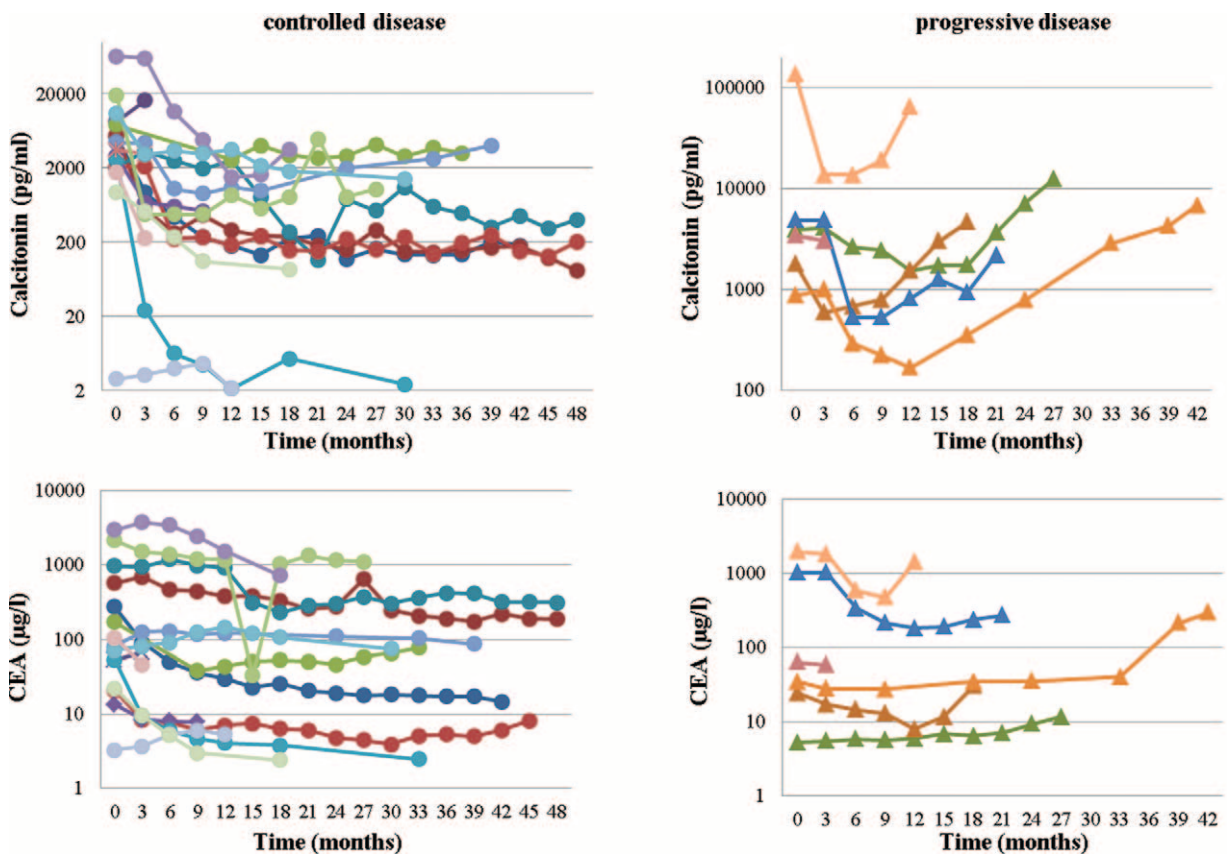 controlled disease
progressive disease
Calcitonin (pg/ml)
20000
2000
200
20
2
0 3 6 9 12 15 18 21 24 27 30 33 36 39 42 45 48
Time (months)
Calcitonin (pg/ml)
100000
10000
1000
100
0 3 6 9 12 15 18 21 24 27 30 33 36 39 42
Time (months)
CEA (µg/l)
10000
1000
100
10
1
0 3 6 9 12 15 18 21 24 27 30 33 36 39 42 45 48
Time (months)
CEA (µg/l)
10000
1000
100
10
1
0 3 6 9 12 15 18 21 24 27 30 33 36 39 42
Time (months)